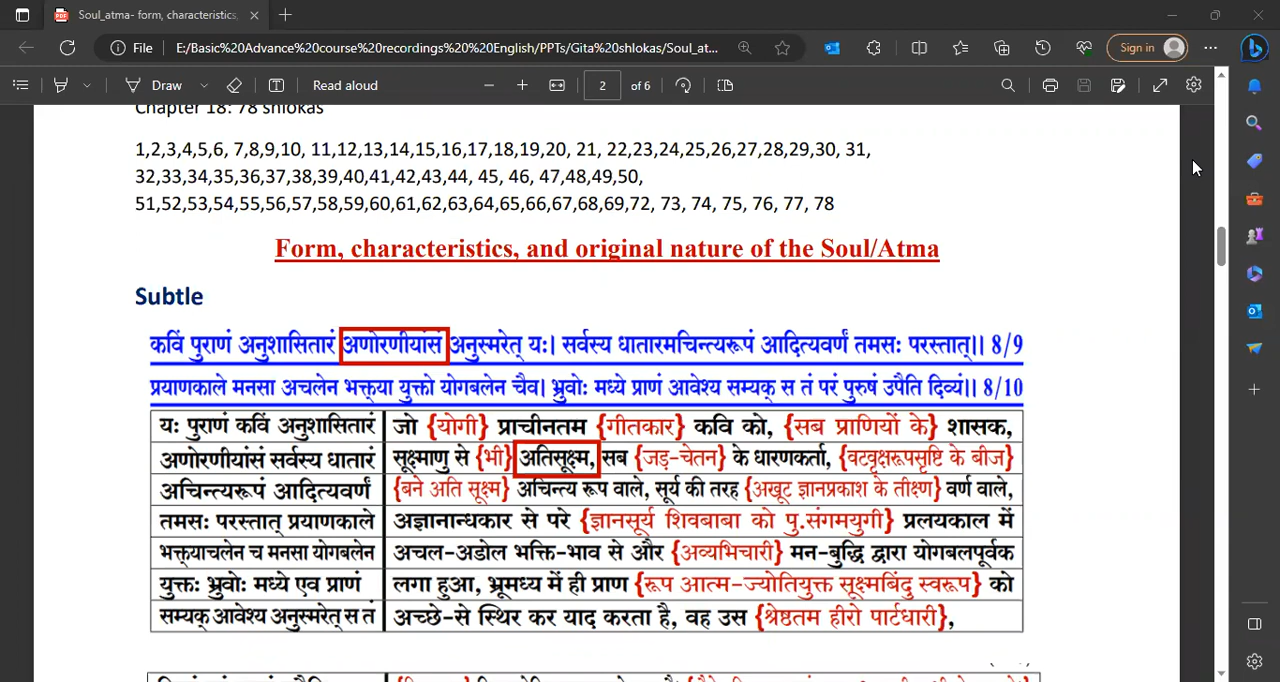 Soul_atma- form, characteristics,
File
E:/Basic%20Advance%20course%20recordings%20%20English/PPTs/Gita%20shlokas/Soul_at...
Sign in
Draw
Read aloud
2 of 6
Chapter 18: 78 shlokas
1,2,3,4,5,6, 7,8,9,10, 11,12,13,14,15,16,17,18,19,20, 21, 22,23,24,25,26,27,28,29,30, 31,
32,33,34,35,36,37,38,39,40,41,42,43,44, 45, 46, 47,48,49,50,
51,52,53,54,55,56,57,58,59,60,61,62,63,64,65,66,67,68,69,72, 73, 74, 75, 76, 77, 78
Form, characteristics, and original nature of the Soul/Atma
Subtle
कविं पुराणं अनुशासितारं अणोरणीयांसं अनुस्मरेत् यः। सर्वस्य धातारमचिन्त्यरूपं आदित्यवर्णं तमसः परस्तात्।। 8/9
प्रयाणकाले मनसा अचलेन भक्त्या युक्तो योगबलेन चैव। भ्रुवोः मध्ये प्राणं आवेश्य सम्यक् स तं परं पुरुषं उपैति दिव्यं।। 8/10
यः पुराणं कविं अनुशासितारं जो {योगी} प्राचीनतम {गीतकार} कवि को, {सब प्राणियों के} शासक,
अणोरणीयांसं सर्वस्य धातारं सूक्ष्माणु से {भी} अतिसूक्ष्म, सब {जड़-चेतन} के धारणकर्ता, {वटवृक्षरूपसृष्टि के बीज}
अचिन्त्यरूपं आदित्यवर्णं {बने अति सूक्ष्म} अचिन्त्य रूप वाले, सूर्य की तरह {अखूट ज्ञानप्रकाश के तीक्ष्ण} वर्ण वाले,
तमसः परस्तात् प्रयाणकाले अज्ञानान्धकार से परे {ज्ञानसूर्य शिवबाबा को पु.संगमयुगी} प्रलयकाल में
भक्त्याचलेन च मनसा योगबलेन अचल-अडोल भक्ति-भाव से और {अव्यभिचारी} मन-बुद्धि द्वारा योगबलपूर्वक
युक्तः भ्रुवोः मध्ये एव प्राणं लगा हुआ, भ्रूमध्य में ही प्राण {रूप आत्म-ज्योतियुक्त सूक्ष्मबिंदु स्वरूप} को
सम्यक् आवेश्य अनुस्मरेत् स तं अच्छे-से स्थिर कर याद करता है, वह उस {श्रेष्ठतम हीरो पार्टधारी},